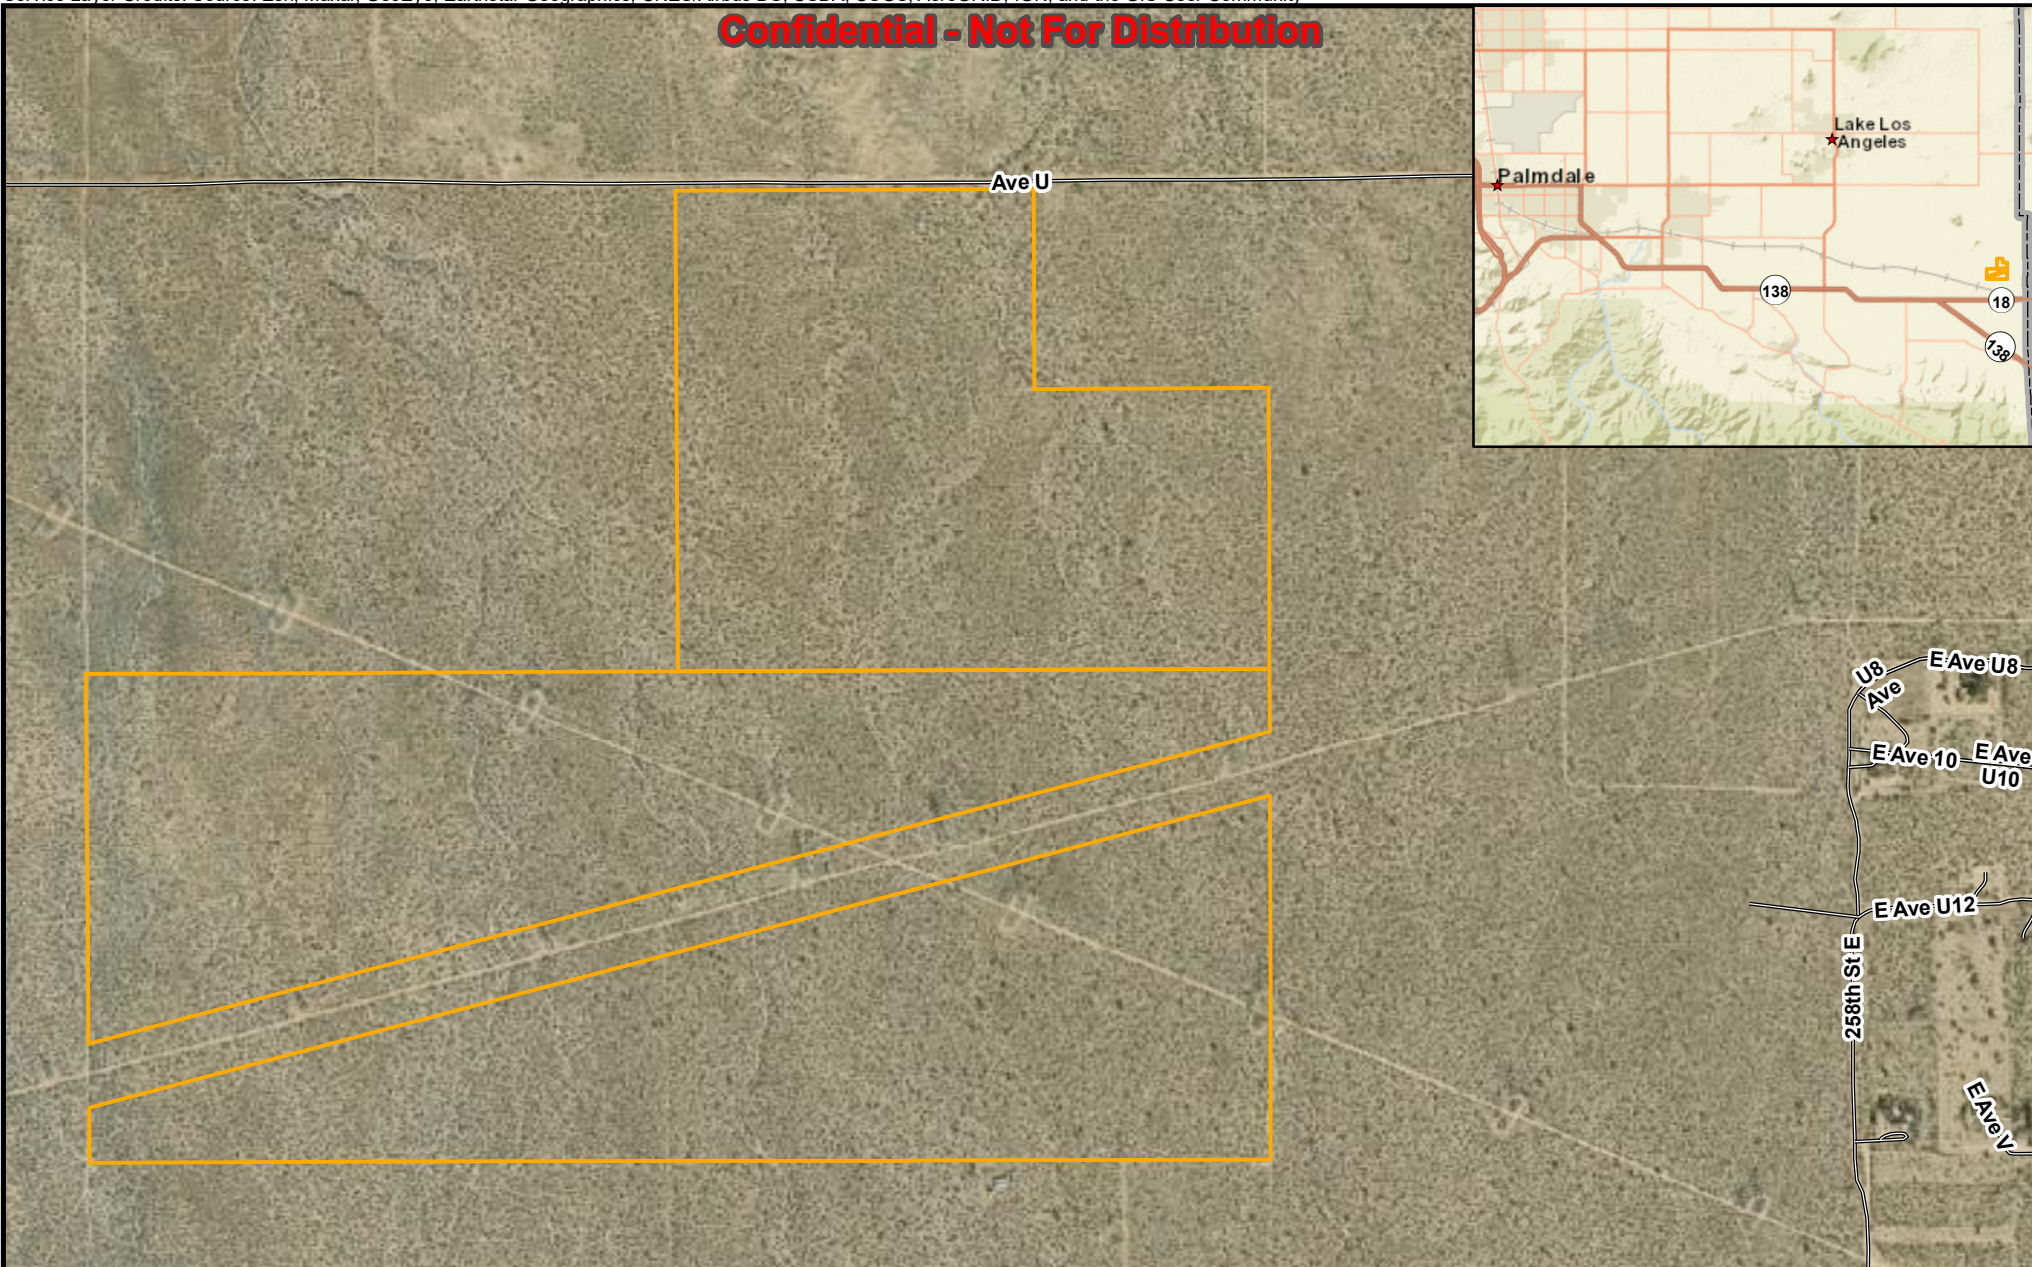 Confidential - Not For Distribution
Lake Los
Angeles
Palmdale
138
18
138
Ave U
E Ave U8
U8
Ave
E Ave 10
E Ave
U10
E Ave U12
258th St E
E Ave V